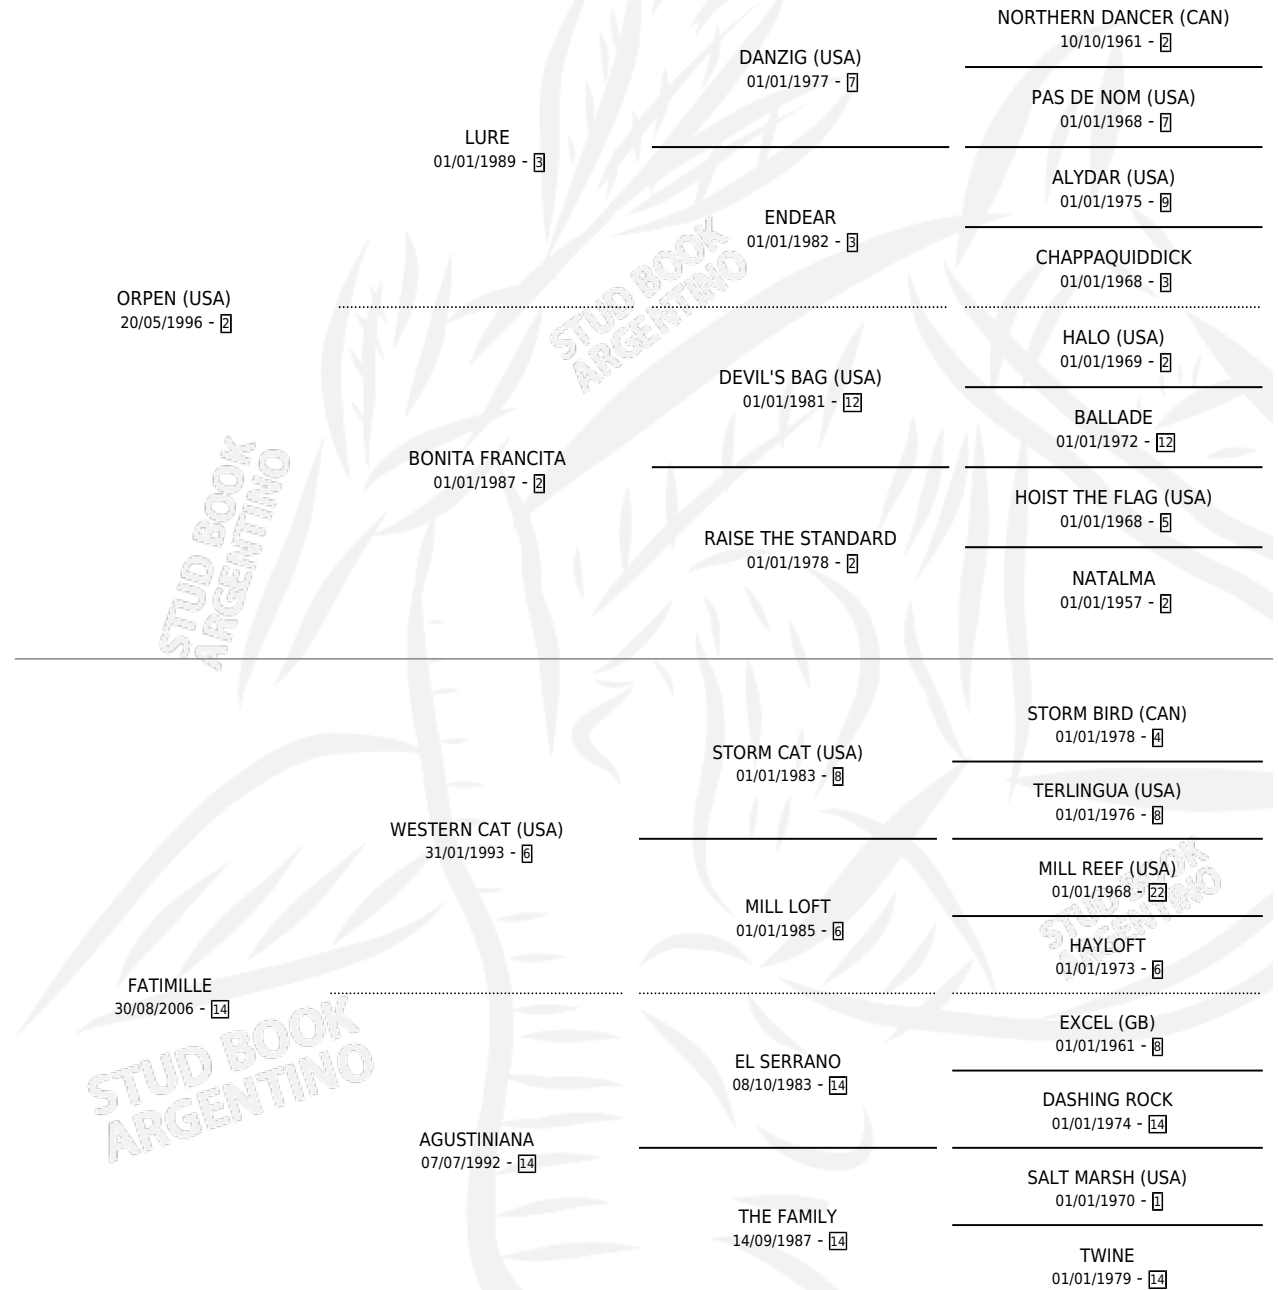 NORTHERN DANCER (CAN)
10/10/1961 - 2
DANZIG (USA)
01/01/1977 - 7
PAS DE NOM (USA)
01/01/1968 - 7
LURE
01/01/1989 - 3
ALYDAR (USA)
01/01/1975 - 9
ENDEAR
01/01/1982 - 3
CHAPPAQUIDDICK
01/01/1968 - 3
ORPEN (USA)
20/05/1996 - 2
HALO (USA)
01/01/1969 - 2
DEVIL'S BAG (USA)
01/01/1981 - 12
BALLADE
01/01/1972 - 12
BONITA FRANCITA
01/01/1987 - 2
HOIST THE FLAG (USA)
01/01/1968 - 5
RAISE THE STANDARD
01/01/1978 - 2
NATALMA
01/01/1957 - 2
STORM BIRD (CAN)
01/01/1978 - 4
STORM CAT (USA)
01/01/1983 - 8
TERLINGUA (USA)
01/01/1976 - 8
WESTERN CAT (USA)
31/01/1993 - 6
MILL REEF (USA)
01/01/1968 - 22
MILL LOFT
01/01/1985 - 6
HAYLOFT
01/01/1973 - 6
FATIMILLE
30/08/2006 - 14
EXCEL (GB)
01/01/1961 - 8
EL SERRANO
08/10/1983 - 14
DASHING ROCK
01/01/1974 - 14
AGUSTINIANA
07/07/1992 - 14
SALT MARSH (USA)
01/01/1970 - 1
THE FAMILY
14/09/1987 - 14
TWINE
01/01/1979 - 14
STUD BOOK
ARGENTINO
STUD BOOK
ARGENTINO
STUD BOOK
ARGENTINO
STUD BOOK
ARGENTINO